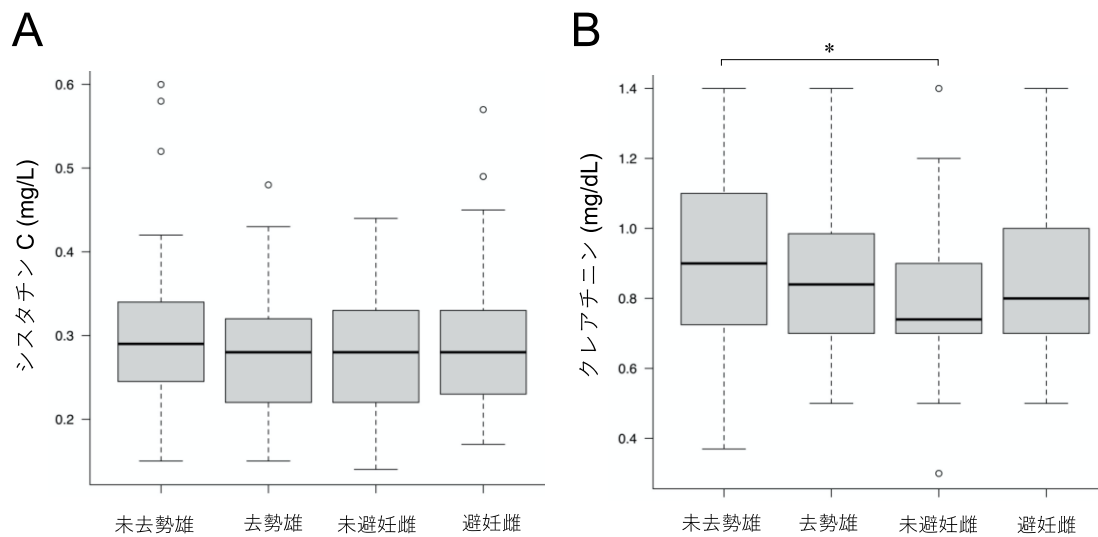 A
B
*
シスタチン C (mg/L)
0.6
0.5
0.4
0.3
0.2
未去勢雄
去勢雄
未避妊雌
避妊雌
クレアチニン (mg/dL)
1.4
1.2
1.0
0.8
0.6
0.4
未去勢雄
去勢雄
未避妊雌
避妊雌